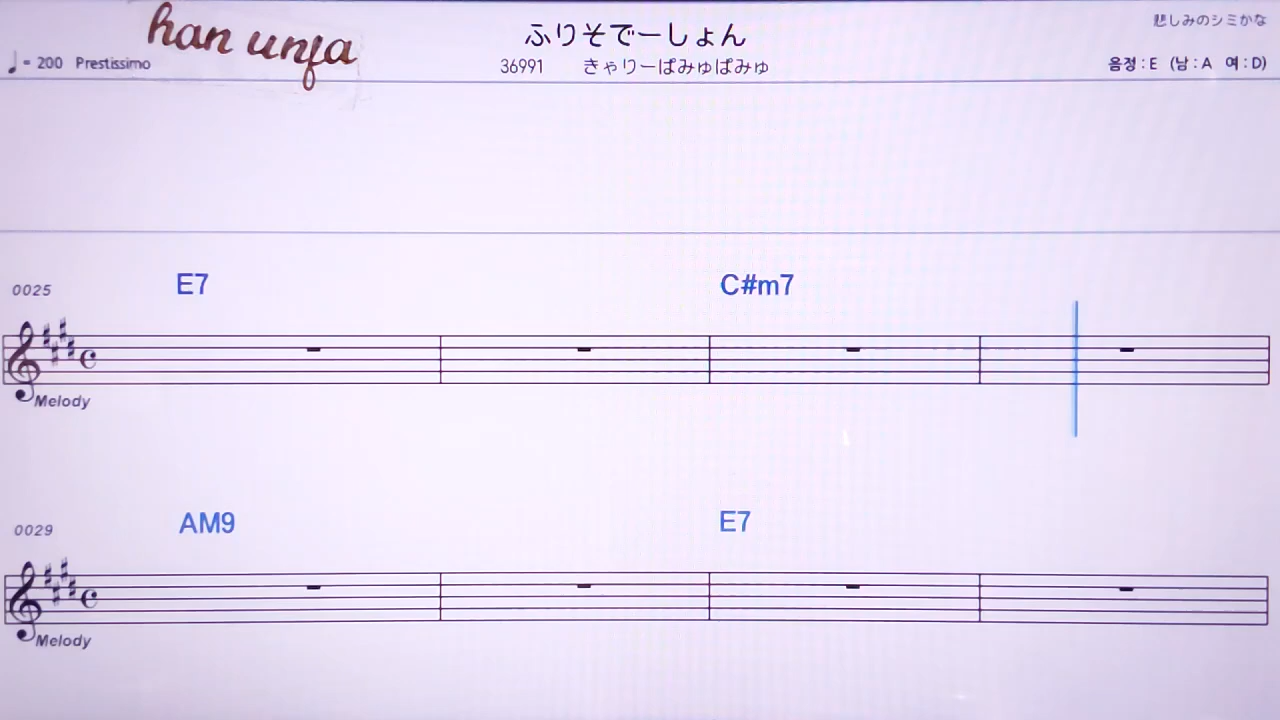 han unfa
ふりそでーしょん
悲しみのシミかな
♩= 200 Prestissimo
36991 きゃりーぱみゅぱみゅ
음정 : E (남 : A 여 : D)
E7 C#m7
0025
Melody
AM9 E7
0029
Melody